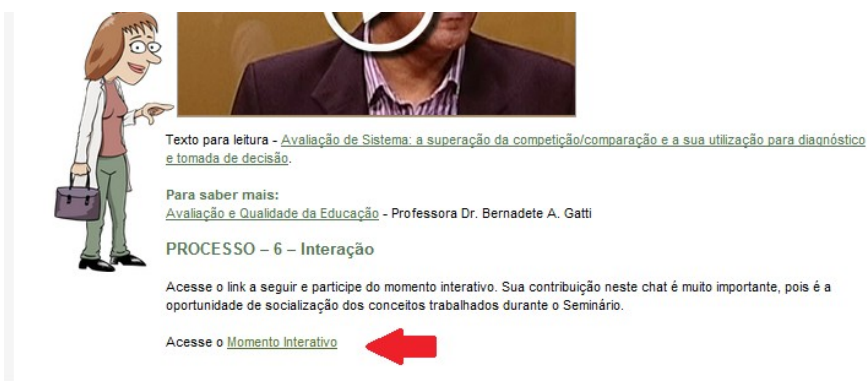 Texto para leitura - Avaliação de Sistema: a superação da competição/comparação e a sua utilização para diagnóstico
e tomada de decisão.
Para saber mais:
Avaliação e Qualidade da Educação - Professora Dr. Bernadete A. Gatti
PROCESSO – 6 – Interação
Acesse o link a seguir e participe do momento interativo. Sua contribuição neste chat é muito importante, pois é a
oportunidade de socialização dos conceitos trabalhados durante o Seminário.
Acesse o Momento Interativo